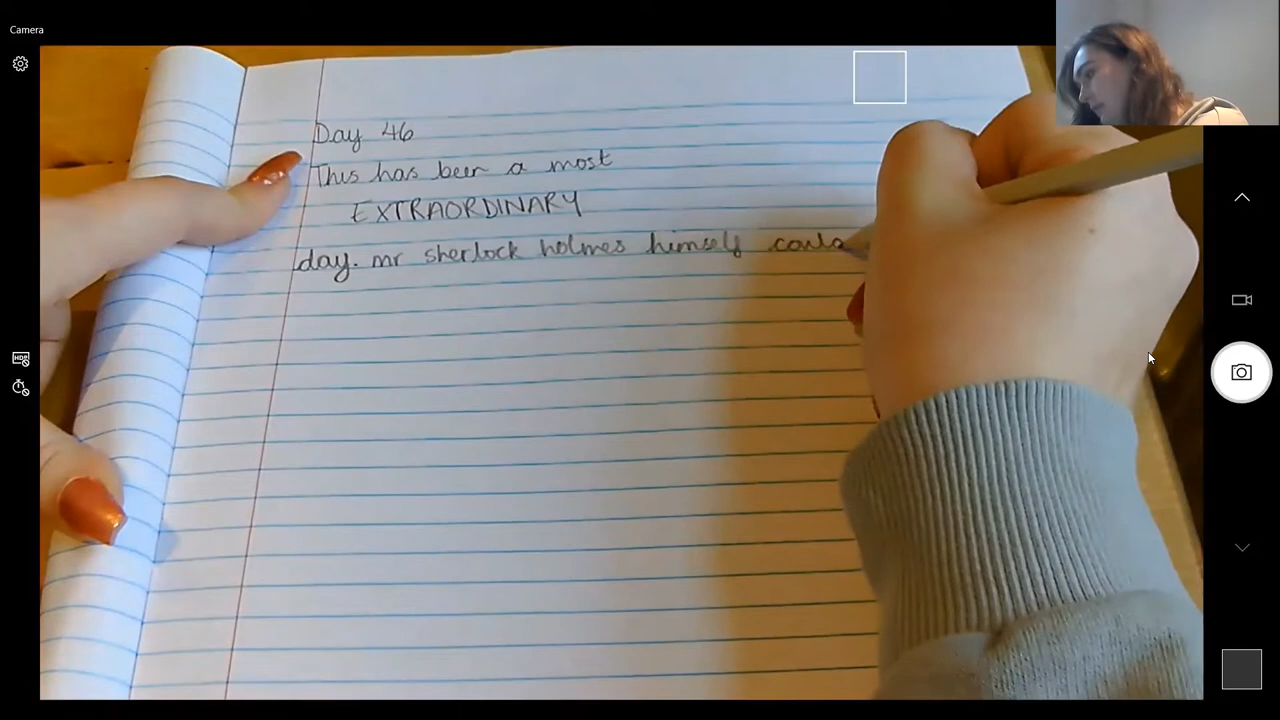 Camera
Day 46
This has been a most
EXTRAORDINARY
day. mr sherlock holmes himself